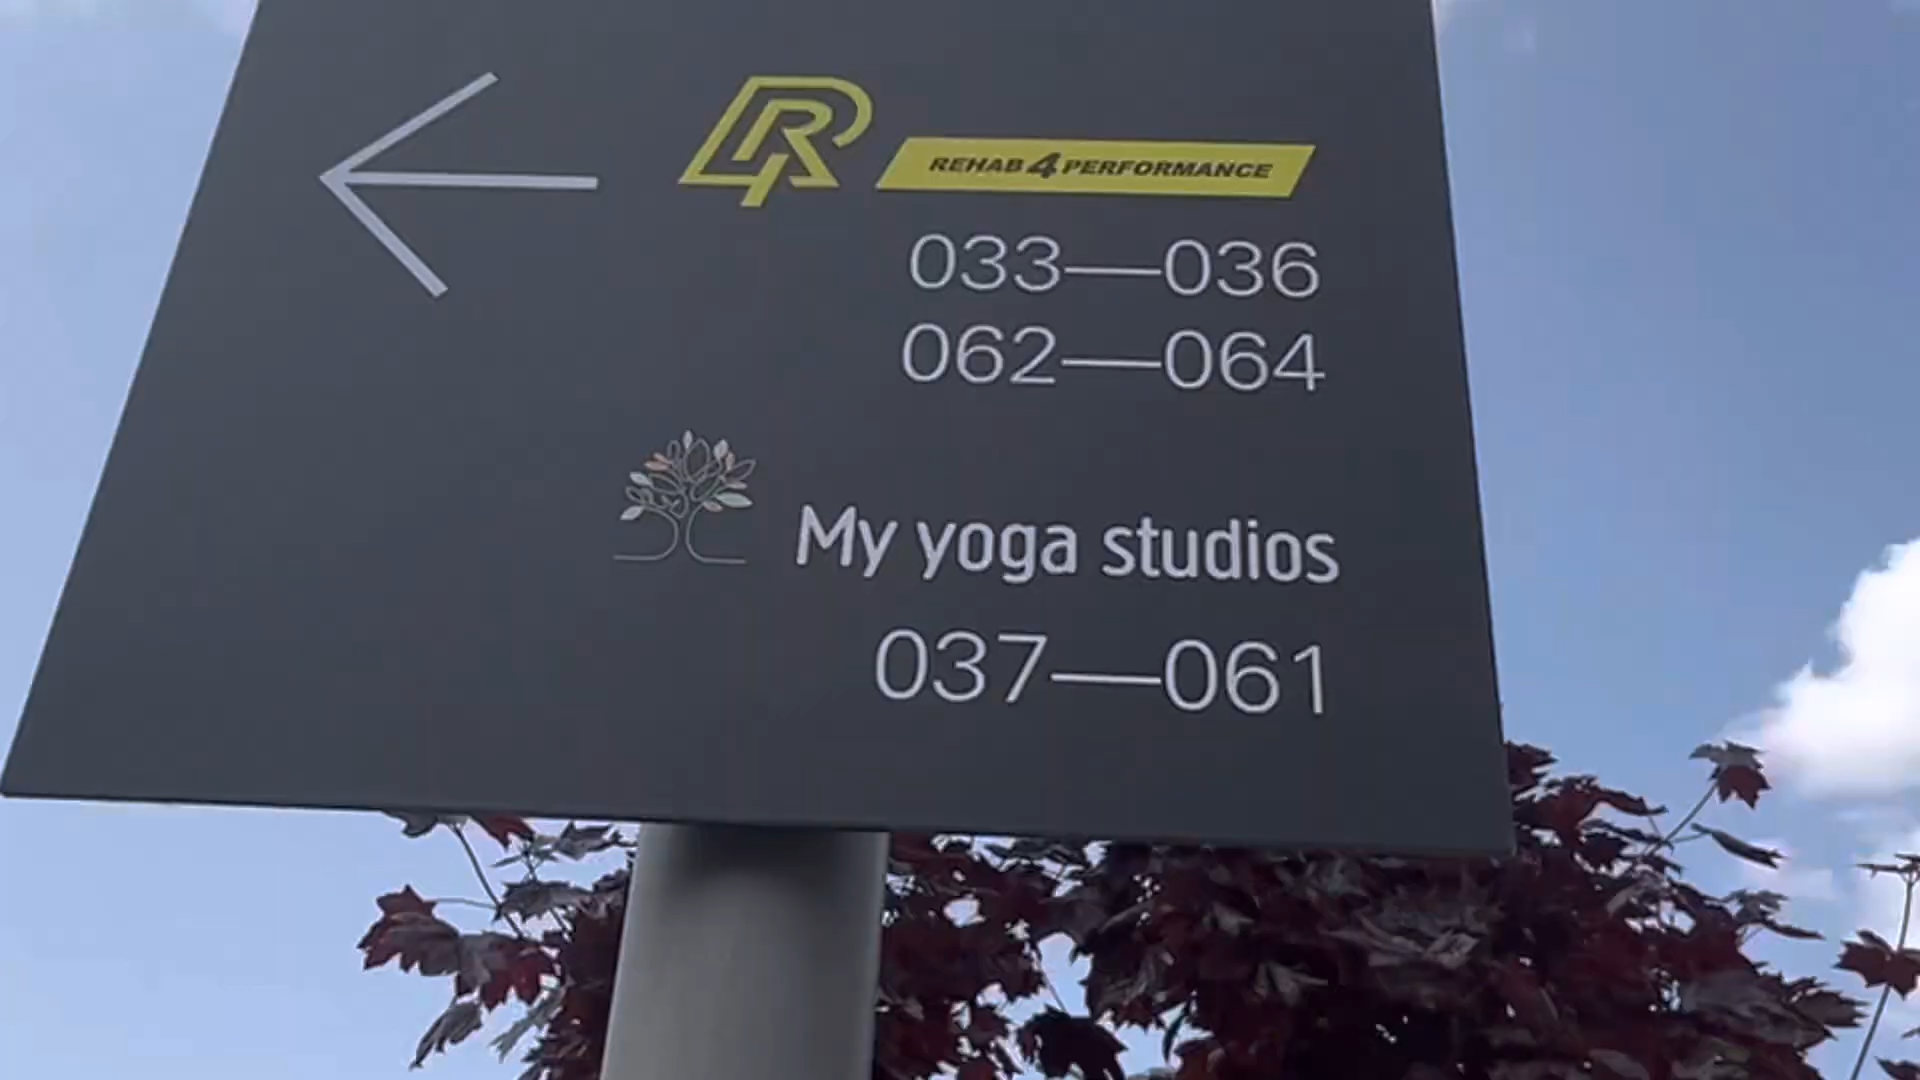 R4
REHAB 4 PERFORMANCE
033—036
062—064
My yoga studios
037—061